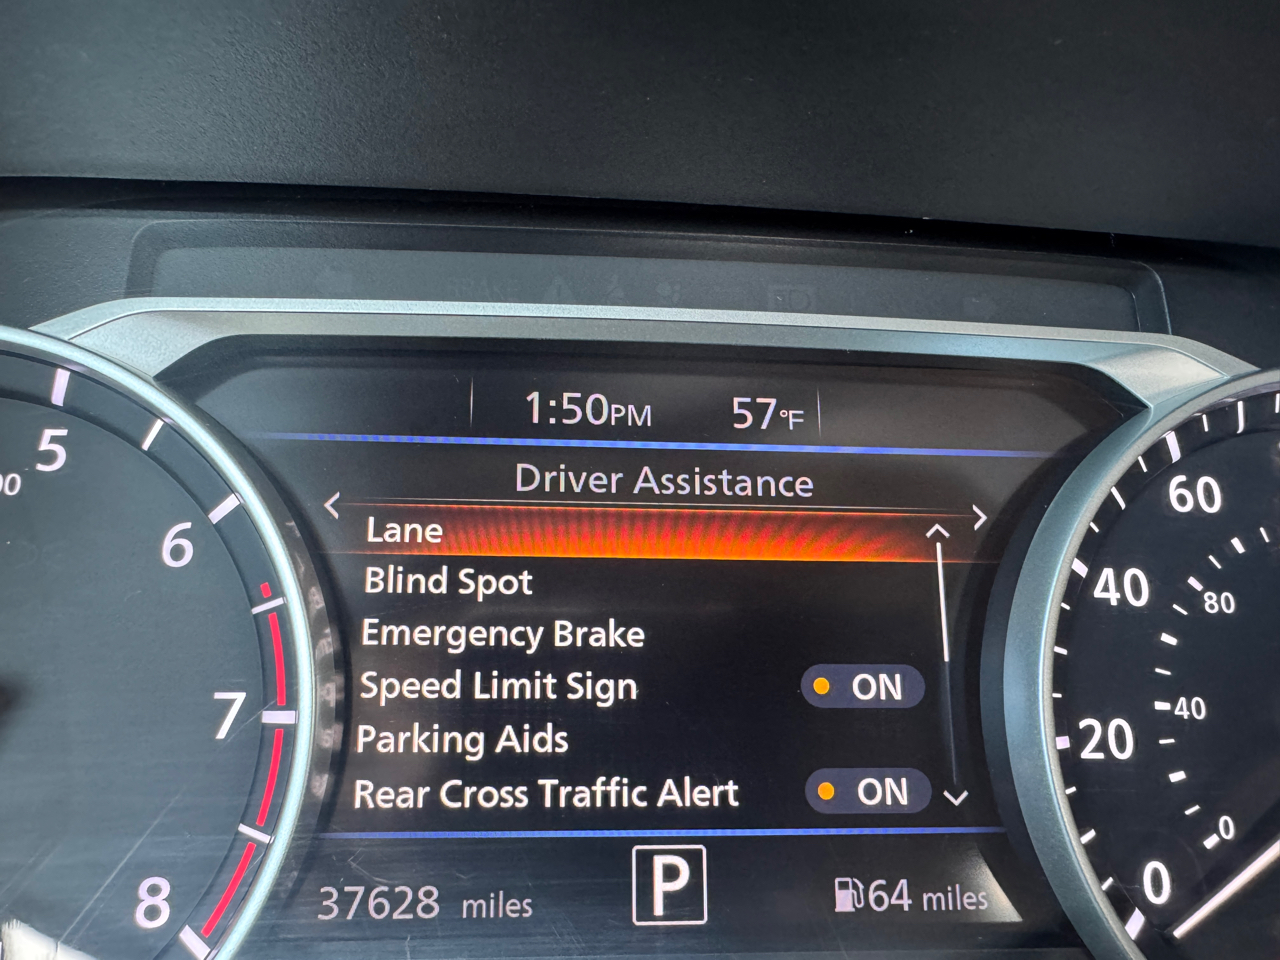 1:50PM 57°F
Driver Assistance
Lane
Blind Spot
Emergency Brake
Speed Limit Sign ON
Parking Aids
Rear Cross Traffic Alert ON
37628 miles P 64 miles
5
6
7
8
60
40
20
0
80
40
0